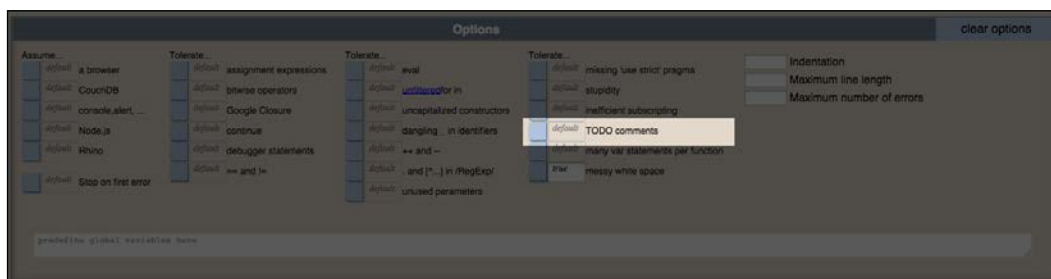 Options
clear options
Assume...
default a browser
default CouchDB
console,alert, ...
default Node.js
default Rhino
default Stop on first error
Tolerate...
default assignment expressions
default bitwise operators
default Google Closure
default continue
default debugger statements
default == and !=
Tolerate...
default eval
default unfiltered for in
default uncapitalized constructors
default dangling _ in identifiers
default ++ and --
default . and [^...] in /RegExp/
default unused parameters
Tolerate...
default missing 'use strict' pragma
default stupidity
default inefficient subscripting
default TODO comments
default many var statements per function
true messy white space
Indentation
Maximum line length
Maximum number of errors
predefine global variables here